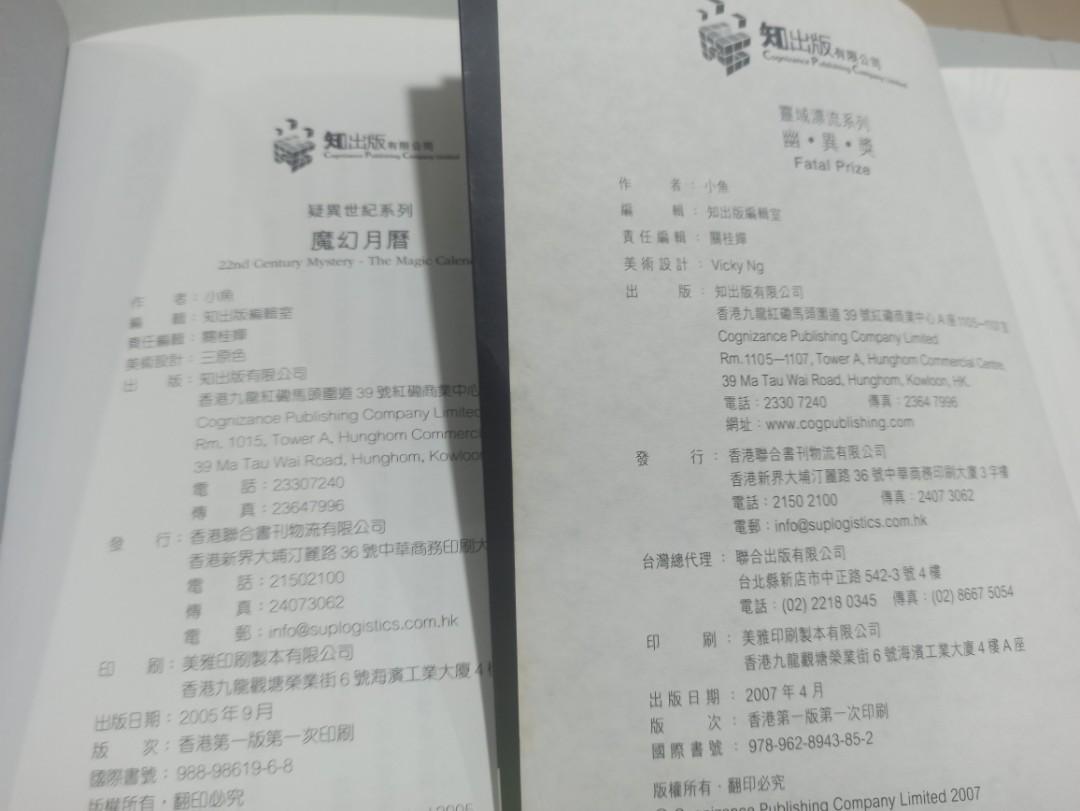 知出版有限公司
Cognizance Publishing Company Limited
疑異世紀系列
魔幻月曆
22nd Century Mystery - The Magic Calen
作者：小魚
編輯：知出版編輯室
責任編輯：關桂嬋
美術設計：三原色
出版：知出版有限公司
香港九龍紅磡馬頭圍道39號紅磡商業中心
Cognizance Publishing Company Limited
Rm. 1015, Tower A, Hunghom Commerci
39 Ma Tau Wai Road, Hunghom, Kowloo
電話：23307240
傳真：23647996
發行：香港聯合書刊物流有限公司
香港新界大埔汀麗路36號中華商務印刷大
電話：21502100
傳真：24073062
電郵：info@suplogistics.com.hk
印刷：美雅印刷製本有限公司
香港九龍觀塘榮業街6號海濱工業大廈4
出版日期：2005年9月
版次：香港第一版第一次印刷
國際書號：988-98619-6-8
版權所有・翻印必究
2005
知出版有限公司
Cognizance Publishing Company Limited
靈域漂流系列
幽・異・獎
Fatal Prize
作者：小魚
編輯：知出版編輯室
責任編輯：關桂嬋
美術設計：Vicky Ng
出版：知出版有限公司
香港九龍紅磡馬頭圍道39號紅磡商業中心A座1105—1107室
Cognizance Publishing Company Limited
Rm.1105—1107, Tower A, Hunghom Commercial Centre,
39 Ma Tau Wai Road, Hunghom, Kowloon, HK.
電話：2330 7240 傳真：2364 7996
網址：www.cogpublishing.com
發行：香港聯合書刊物流有限公司
香港新界大埔汀麗路36號中華商務印刷大廈3字樓
電話：2150 2100 傳真：2407 3062
電郵：info@suplogistics.com.hk
台灣總代理：聯合出版有限公司
台北縣新店市中正路542-3號4樓
電話：(02) 2218 0345 傳真：(02) 8667 5054
印刷：美雅印刷製本有限公司
香港九龍觀塘榮業街6號海濱工業大廈4樓A座
出版日期：2007年4月
版次：香港第一版第一次印刷
國際書號：978-962-8943-85-2
版權所有・翻印必究
© Cognizance Publishing Company Limited 2007